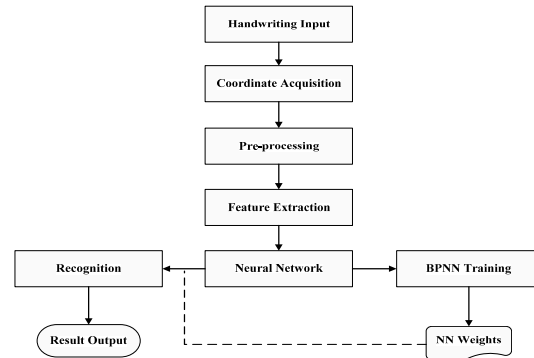 Handwriting Input
Coordinate Acquisition
Pre-processing
Feature Extraction
Recognition
Neural Network
BPNN Training
Result Output
NN Weights